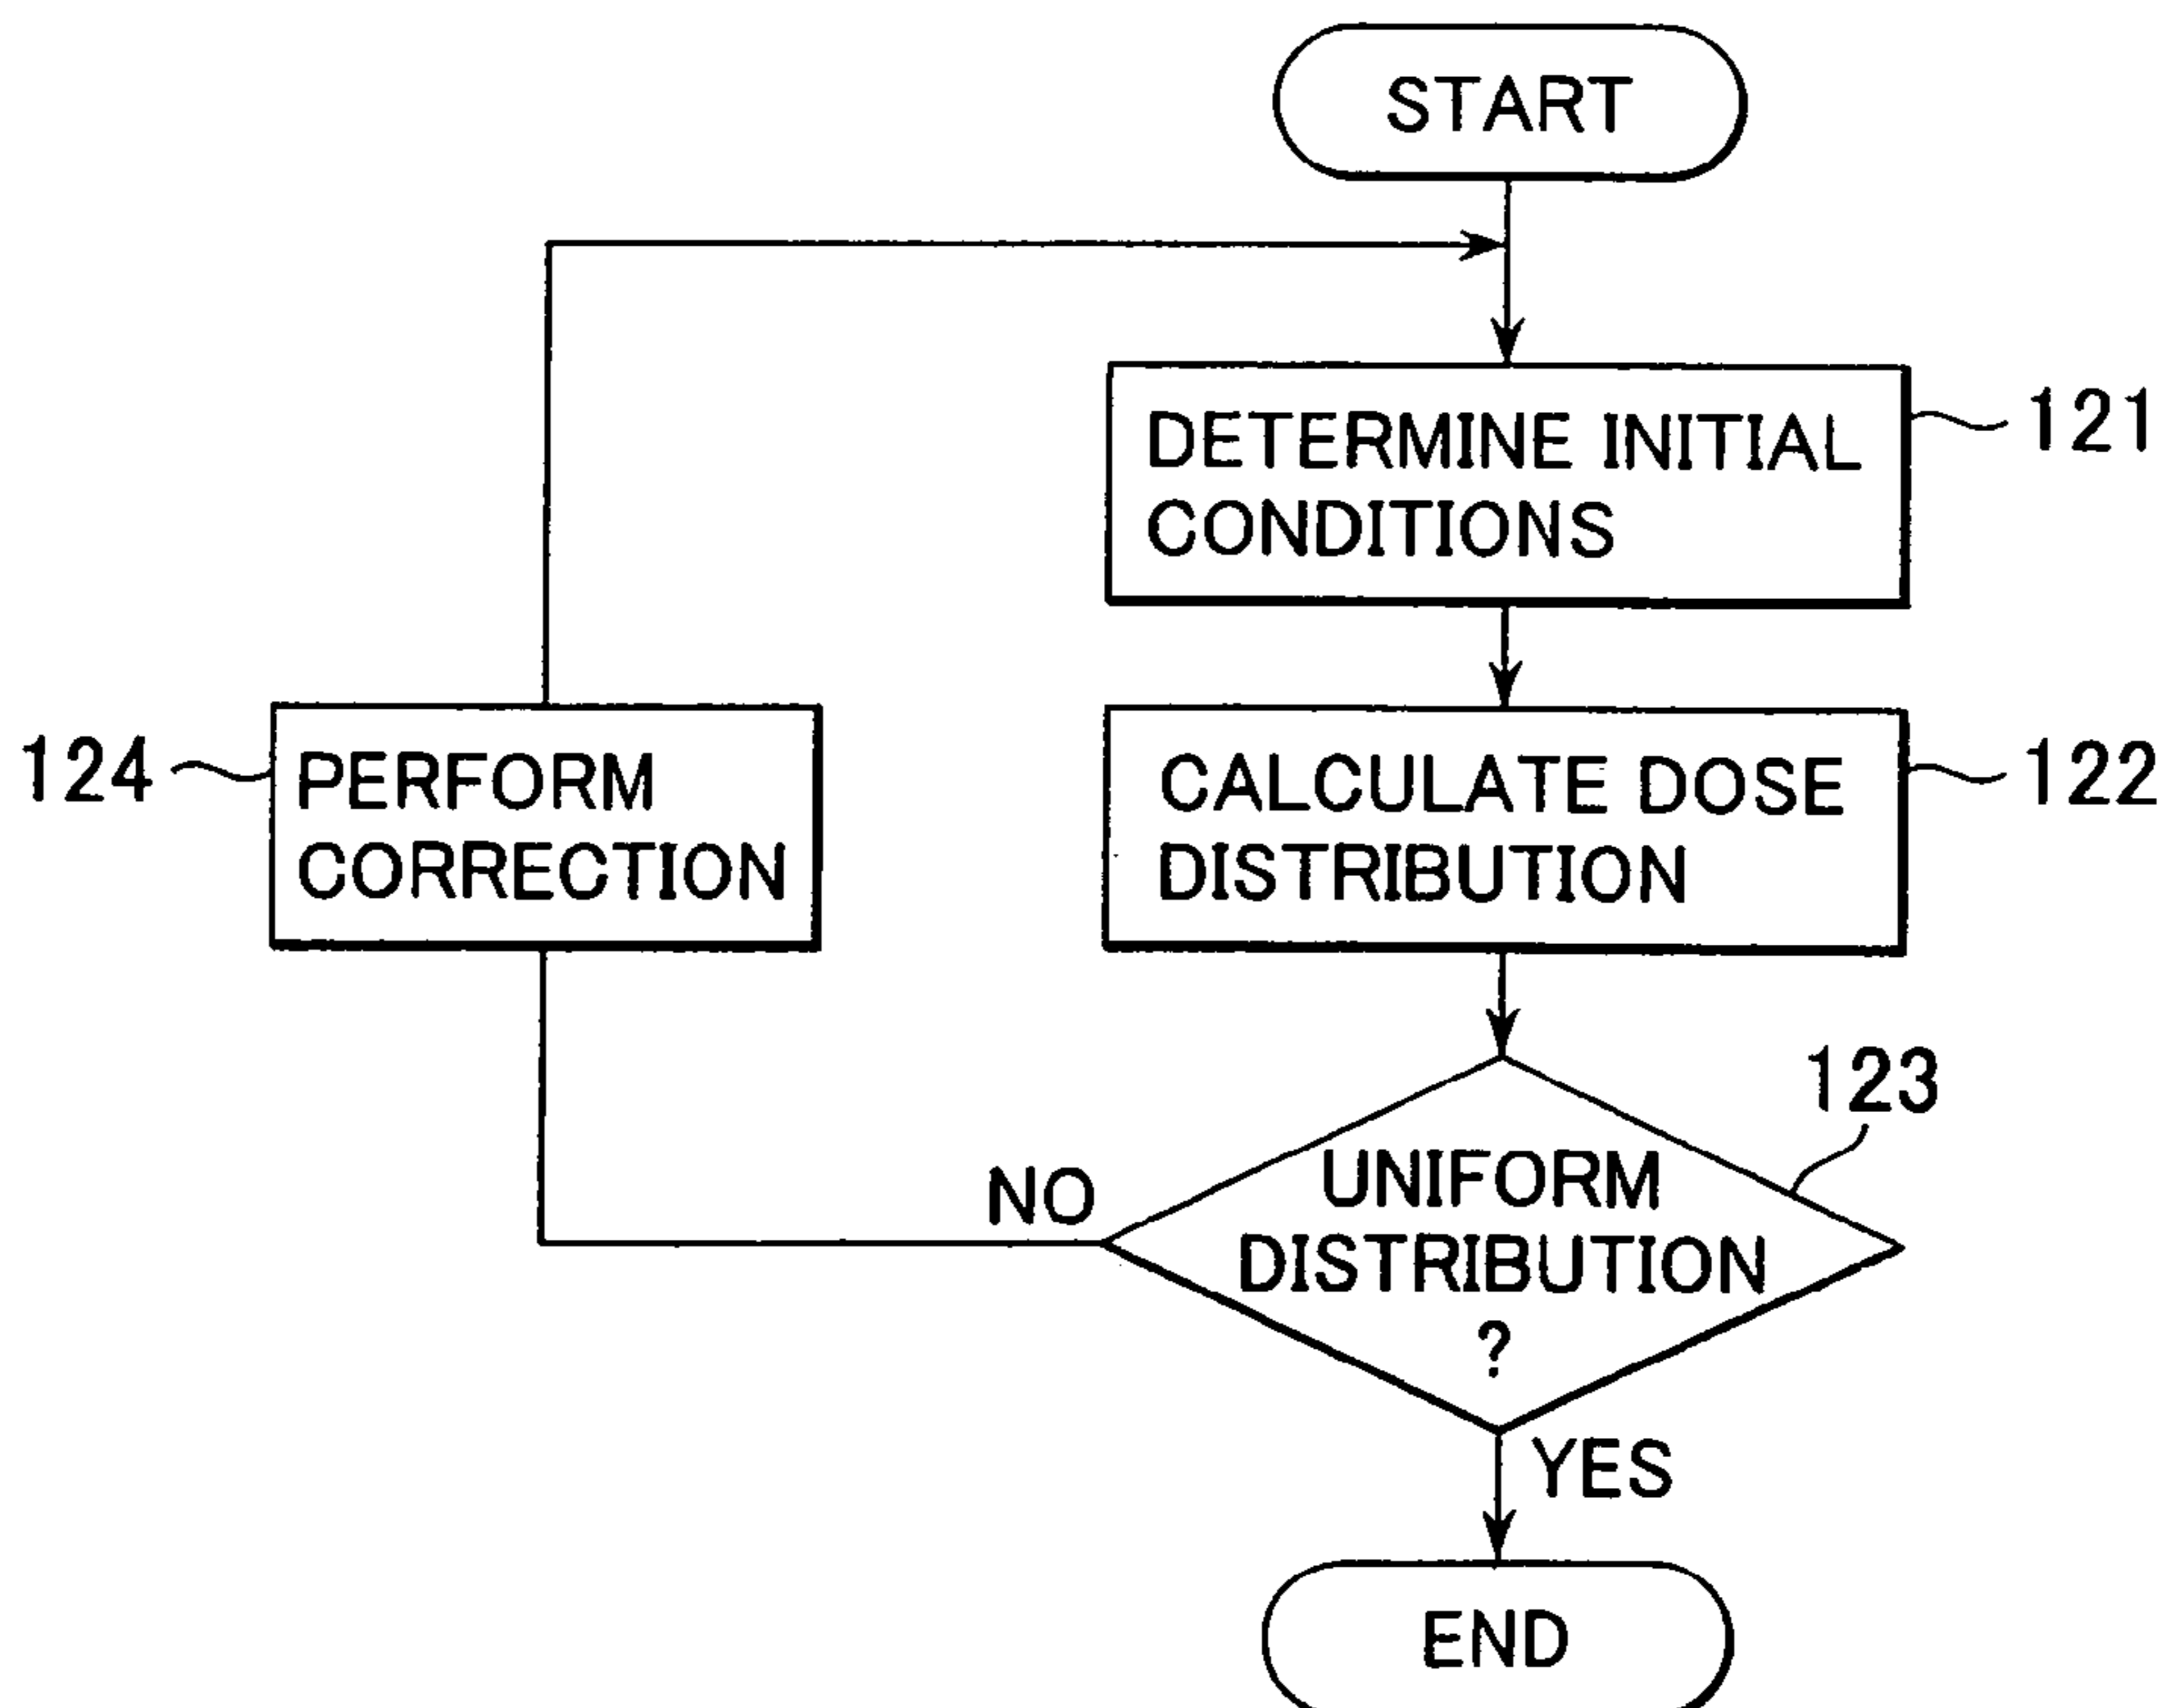 START
DETERMINE INITIAL
CONDITIONS
121
124
PERFORM
CORRECTION
CALCULATE DOSE
DISTRIBUTION
122
123
NO
UNIFORM
DISTRIBUTION
?
YES
END